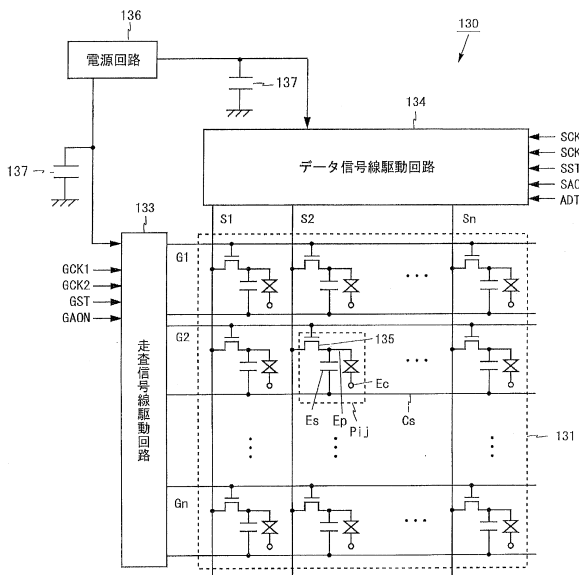 136
130
電源回路
137
134
137
データ信号線駆動回路
SCK
SCK
SST
SAO
ADT
133
S1
S2
Sn
G1
GCK1
GCK2
GST
GAON
走査信号線駆動回路
...
G2
135
...
Ec
Es
Ep
Cs
Pij
131
Gn
...